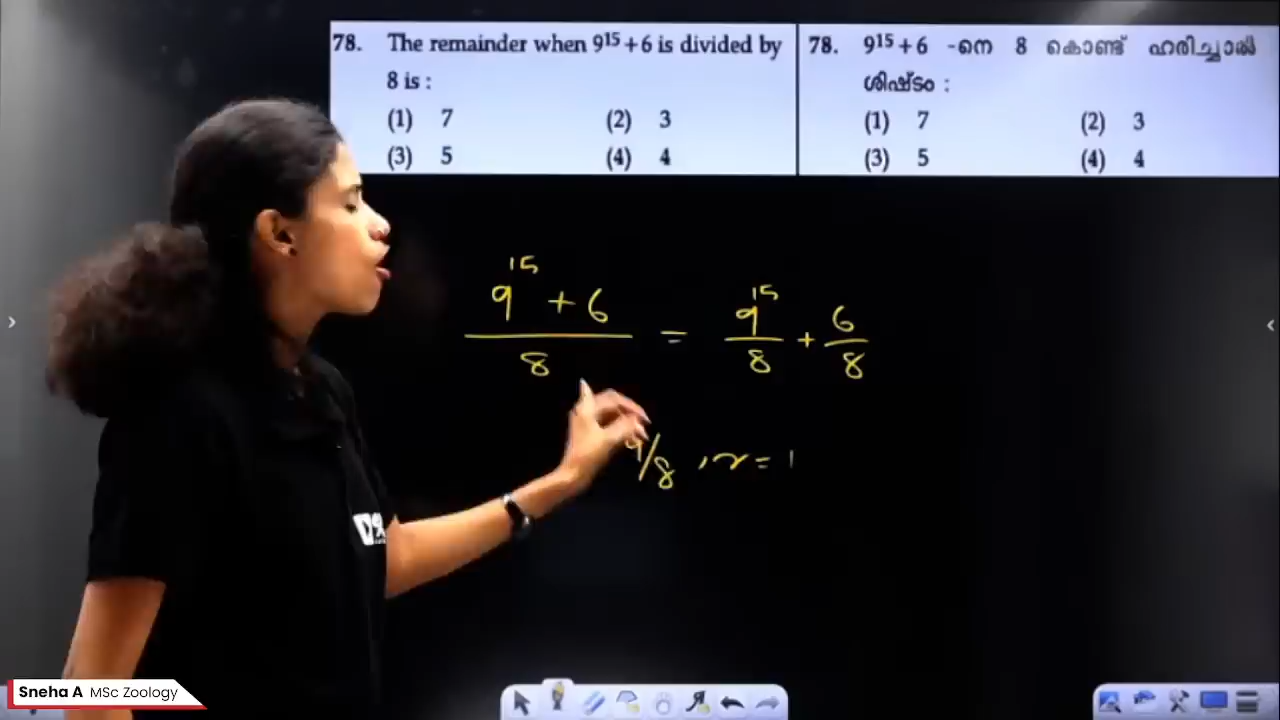 78. The remainder when 9¹⁵ + 6 is divided by
8 is :
(1) 7 (2) 3
(3) 5 (4) 4
78. 9¹⁵ + 6 -നെ 8 കൊണ്ട് ഹരിച്ചാൽ
ശിഷ്ടം :
(1) 7 (2) 3
(3) 5 (4) 4
9¹⁵ + 6 / 8 = 9¹⁵/8 + 6/8
9/8 , r = 1
Sneha A MSc Zoology